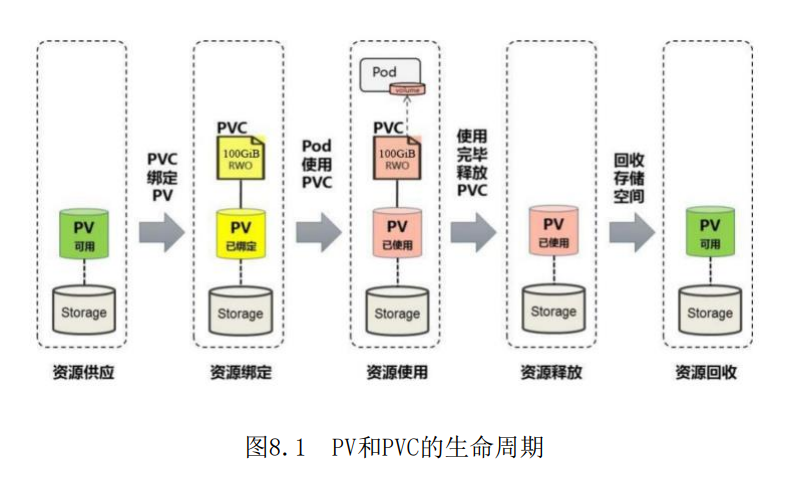 PV
可用
Storage
资源供应
PVC
绑定
PV
PVC
100GiB
RWO
PV
已绑定
Storage
资源绑定
Pod
使用
PVC
Pod
volume
PVC
100GiB
RWO
PV
已使用
Storage
资源使用
使用
完毕
释放
PVC
PV
已使用
Storage
资源释放
回收
存储
空间
PV
可用
Storage
资源回收
图8.1 PV和PVC的生命周期